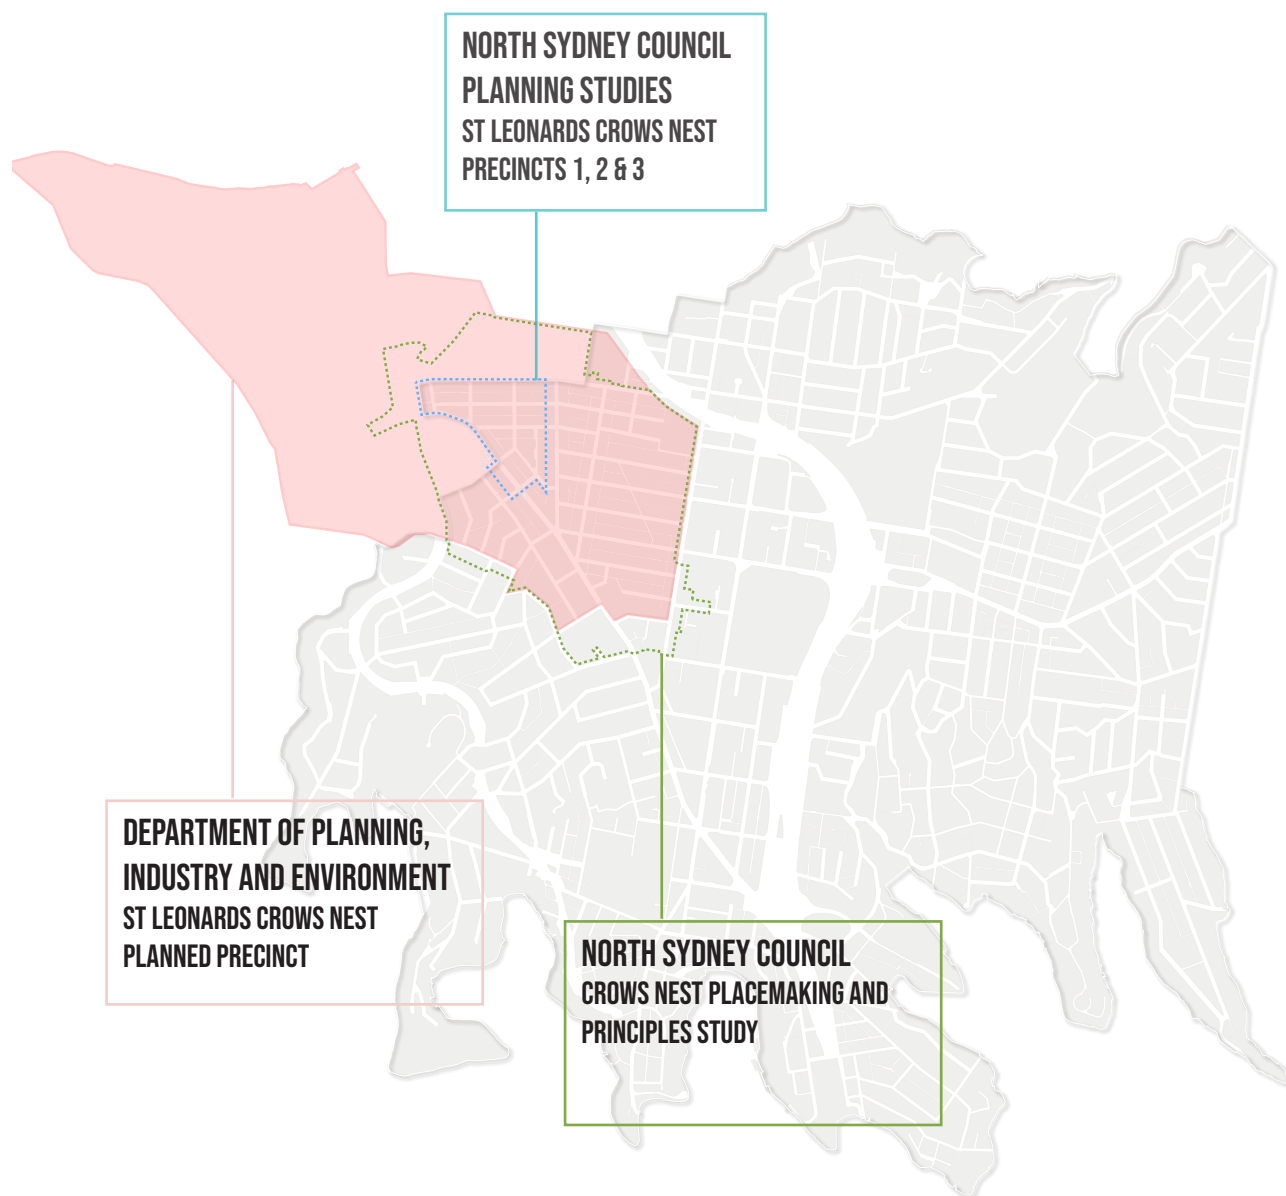 NORTH SYDNEY COUNCIL
PLANNING STUDIES
ST LEONARDS CROWS NEST
PRECINCTS 1, 2 & 3
DEPARTMENT OF PLANNING,
INDUSTRY AND ENVIRONMENT
ST LEONARDS CROWS NEST
PLANNED PRECINCT
NORTH SYDNEY COUNCIL
CROWS NEST PLACEMAKING AND
PRINCIPLES STUDY